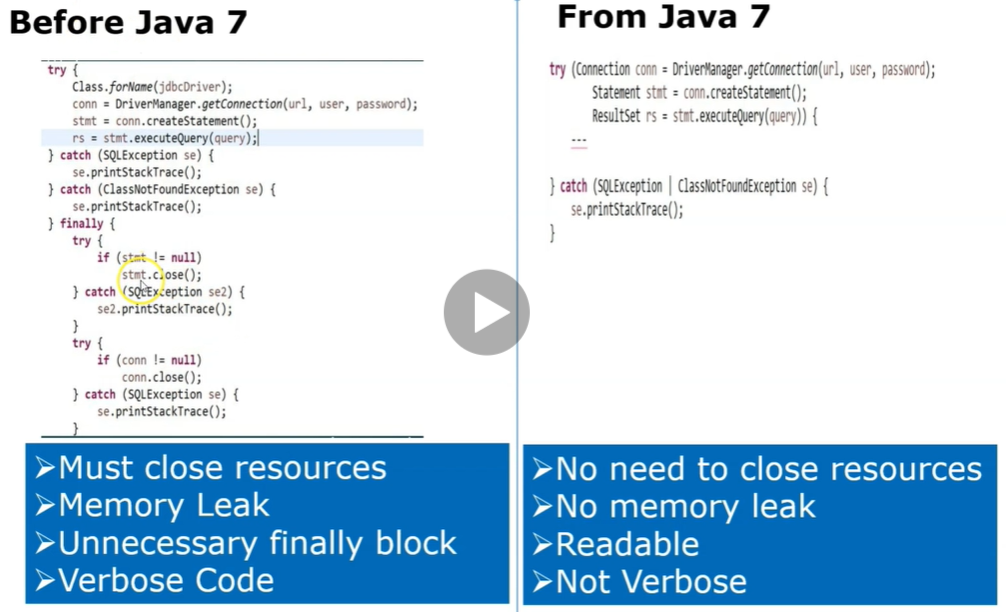 Before Java 7
try {
Class.forName(jdbcDriver);
conn = DriverManager.getConnection(url, user, password);
stmt = conn.createStatement();
rs = stmt.executeQuery(query);
} catch (SQLException se) {
se.printStackTrace();
} catch (ClassNotFoundException se) {
se.printStackTrace();
} finally {
try {
if (stmt != null)
stmt.close();
} catch (SQLException se2) {
se2.printStackTrace();
}
try {
if (conn != null)
conn.close();
} catch (SQLException se) {
se.printStackTrace();
}
➢Must close resources
➢Memory Leak
➢Unnecessary finally block
➢Verbose Code
From Java 7
try (Connection conn = DriverManager.getConnection(url, user, password);
Statement stmt = conn.createStatement();
ResultSet rs = stmt.executeQuery(query)) {
---
} catch (SQLException | ClassNotFoundException se) {
se.printStackTrace();
}
➢No need to close resources
➢No memory leak
➢Readable
➢Not Verbose